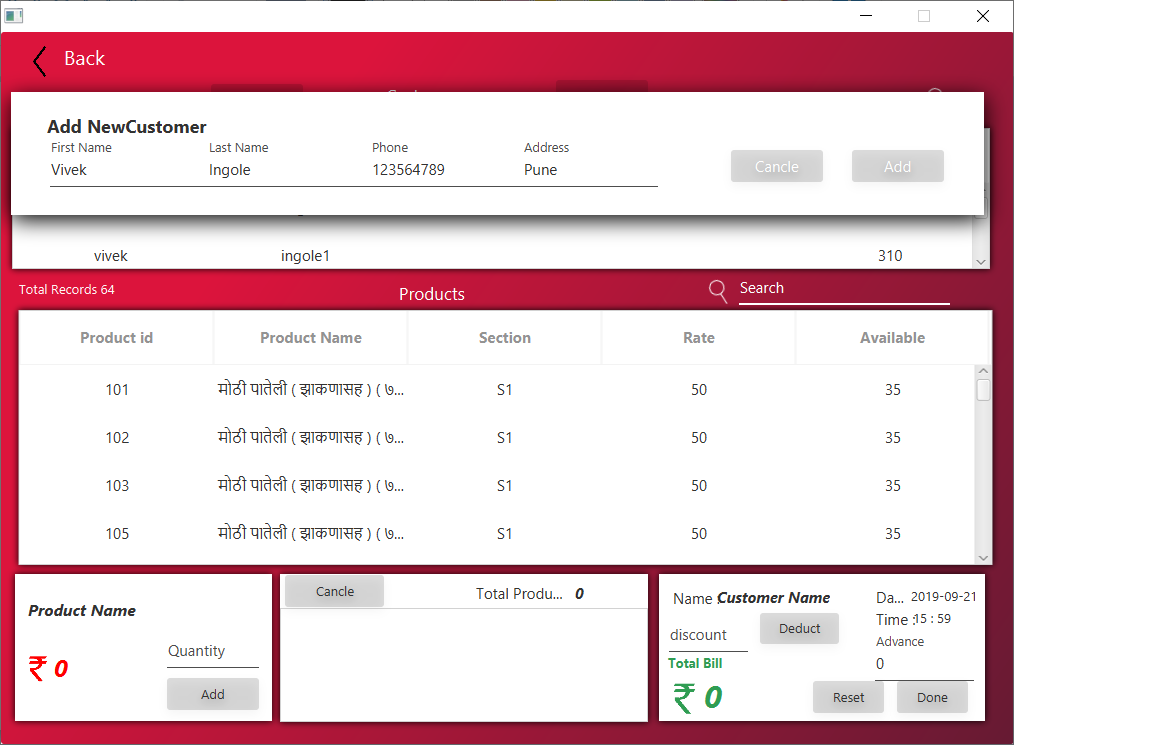 Back
Add NewCustomer
First Name Last Name Phone Address
Vivek Ingole 123564789 Pune Cancle Add
vivek ingole1 310
Total Records 64 Products Search
Product id Product Name Section Rate Available
101 मोठी पातेली ( झाकणासह ) ( ७... S1 50 35
102 मोठी पातेली ( झाकणासह ) ( ७... S1 50 35
103 मोठी पातेली ( झाकणासह ) ( ७... S1 50 35
105 मोठी पातेली ( झाकणासह ) ( ७... S1 50 35
Product Name
₹ 0
Quantity
Add
Cancle Total Produ... 0
Name : Customer Name Da... 2019-09-21
Time : 15 : 59
discount Deduct
Advance
Total Bill 0
₹ 0 Reset Done